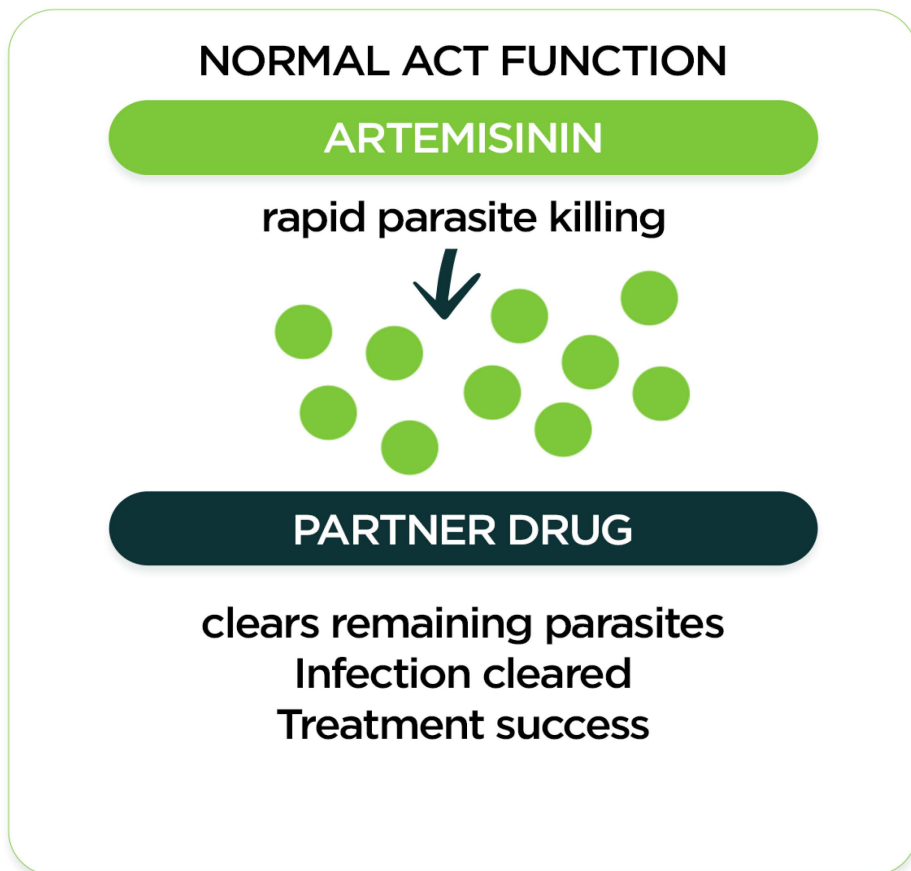 NORMAL ACT FUNCTION
ARTEMISININ
rapid parasite killing
PARTNER DRUG
clears remaining parasites
Infection cleared
Treatment success